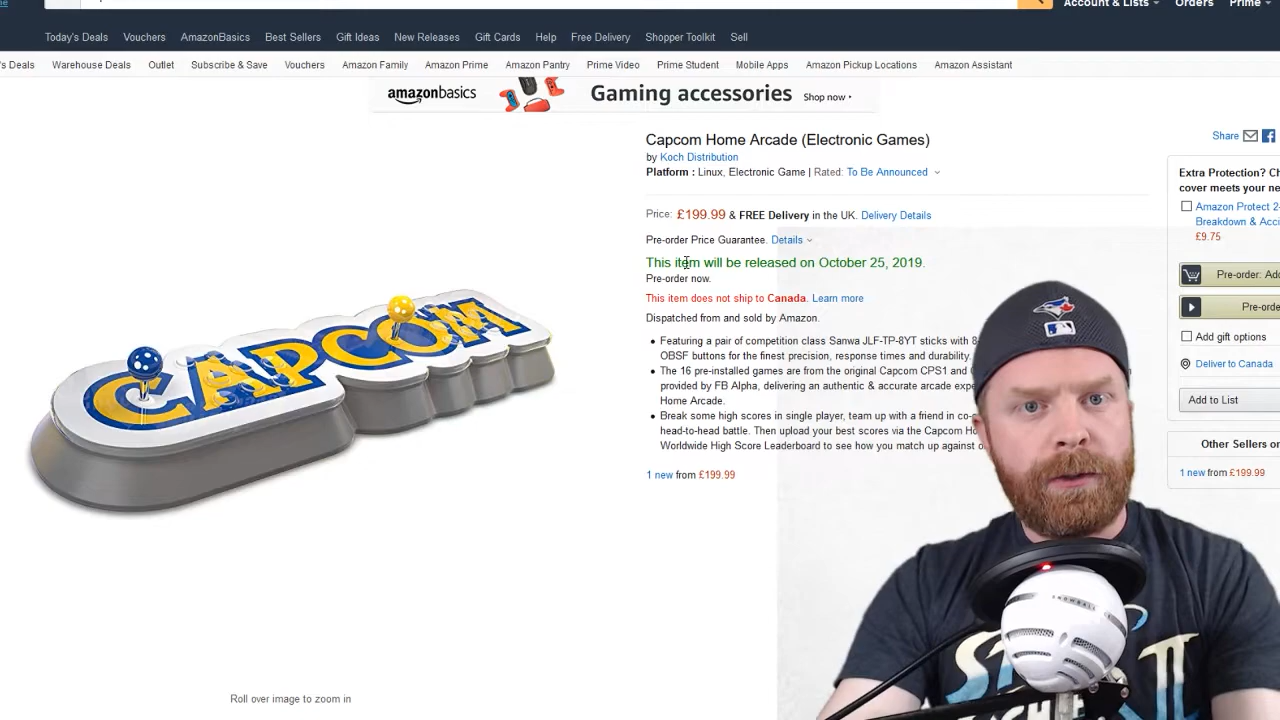 Account & Lists Orders Prime
Today's Deals Vouchers AmazonBasics Best Sellers Gift Ideas New Releases Gift Cards Help Free Delivery Shopper Toolkit Sell
's Deals Warehouse Deals Outlet Subscribe & Save Vouchers Amazon Family Amazon Prime Amazon Pantry Prime Video Prime Student Mobile Apps Amazon Pickup Locations Amazon Assistant
amazonbasics Gaming accessories Shop now
Capcom Home Arcade (Electronic Games)
by Koch Distribution
Platform : Linux, Electronic Game | Rated: To Be Announced
Price: £199.99 & FREE Delivery in the UK. Delivery Details
Pre-order Price Guarantee. Details
This item will be released on October 25, 2019.
Pre-order now.
This item does not ship to Canada. Learn more
Dispatched from and sold by Amazon.
Featuring a pair of competition class Sanwa JLF-TP-8YT sticks with 8
OBSF buttons for the finest precision, response times and durability.
The 16 pre-installed games are from the original Capcom CPS1 and
provided by FB Alpha, delivering an authentic & accurate arcade
Home Arcade.
Break some high scores in single player, team up with a friend in
head-to-head battle. Then upload your best scores via the Capcom
Worldwide High Score Leaderboard to see how you match up against
1 new from £199.99
CAPCOM
Roll over image to zoom in
Share
Extra Protection?
cover meets your
Amazon Protect
Breakdown &
£9.75
Pre-order:
Add gift options
Deliver to Canada
Add to List
Other Sellers
1 new from £199.99
SNOWBALL